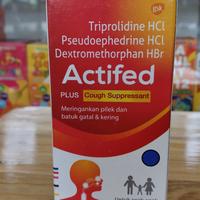 gsk
Triprolidine HCl
Pseudoephedrine HCl
Dextromethorphan HBr
Actifed
PLUS Cough Suppressant
Meringankan pilek dan
batuk gatal & kering